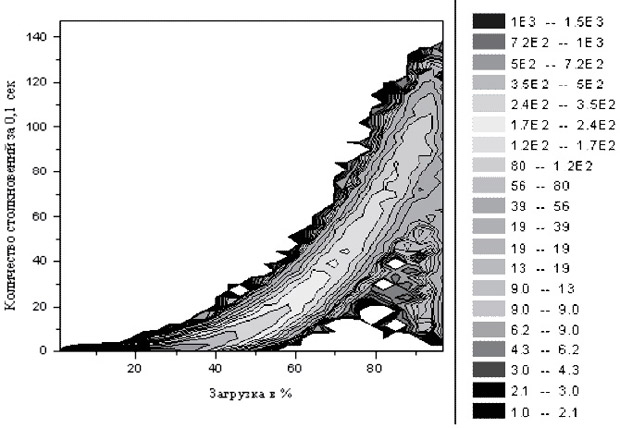 140
120
100
80
60
40
20
0
20
40
60
80
Количество столкновений за 0,1 сек
Загрузка в %
1E3 -- 1.5E3
7.2E2 -- 1E3
5E2 -- 7.2E2
3.5E2 -- 5E2
2.4E2 -- 3.5E2
1.7E2 -- 2.4E2
1.2E2 -- 1.7E2
80 -- 1.2E2
56 -- 80
39 -- 56
19 -- 39
19 -- 19
13 -- 19
9.0 -- 13
9.0 -- 9.0
6.2 -- 9.0
4.3 -- 6.2
3.0 -- 4.3
2.1 -- 3.0
1.0 -- 2.1